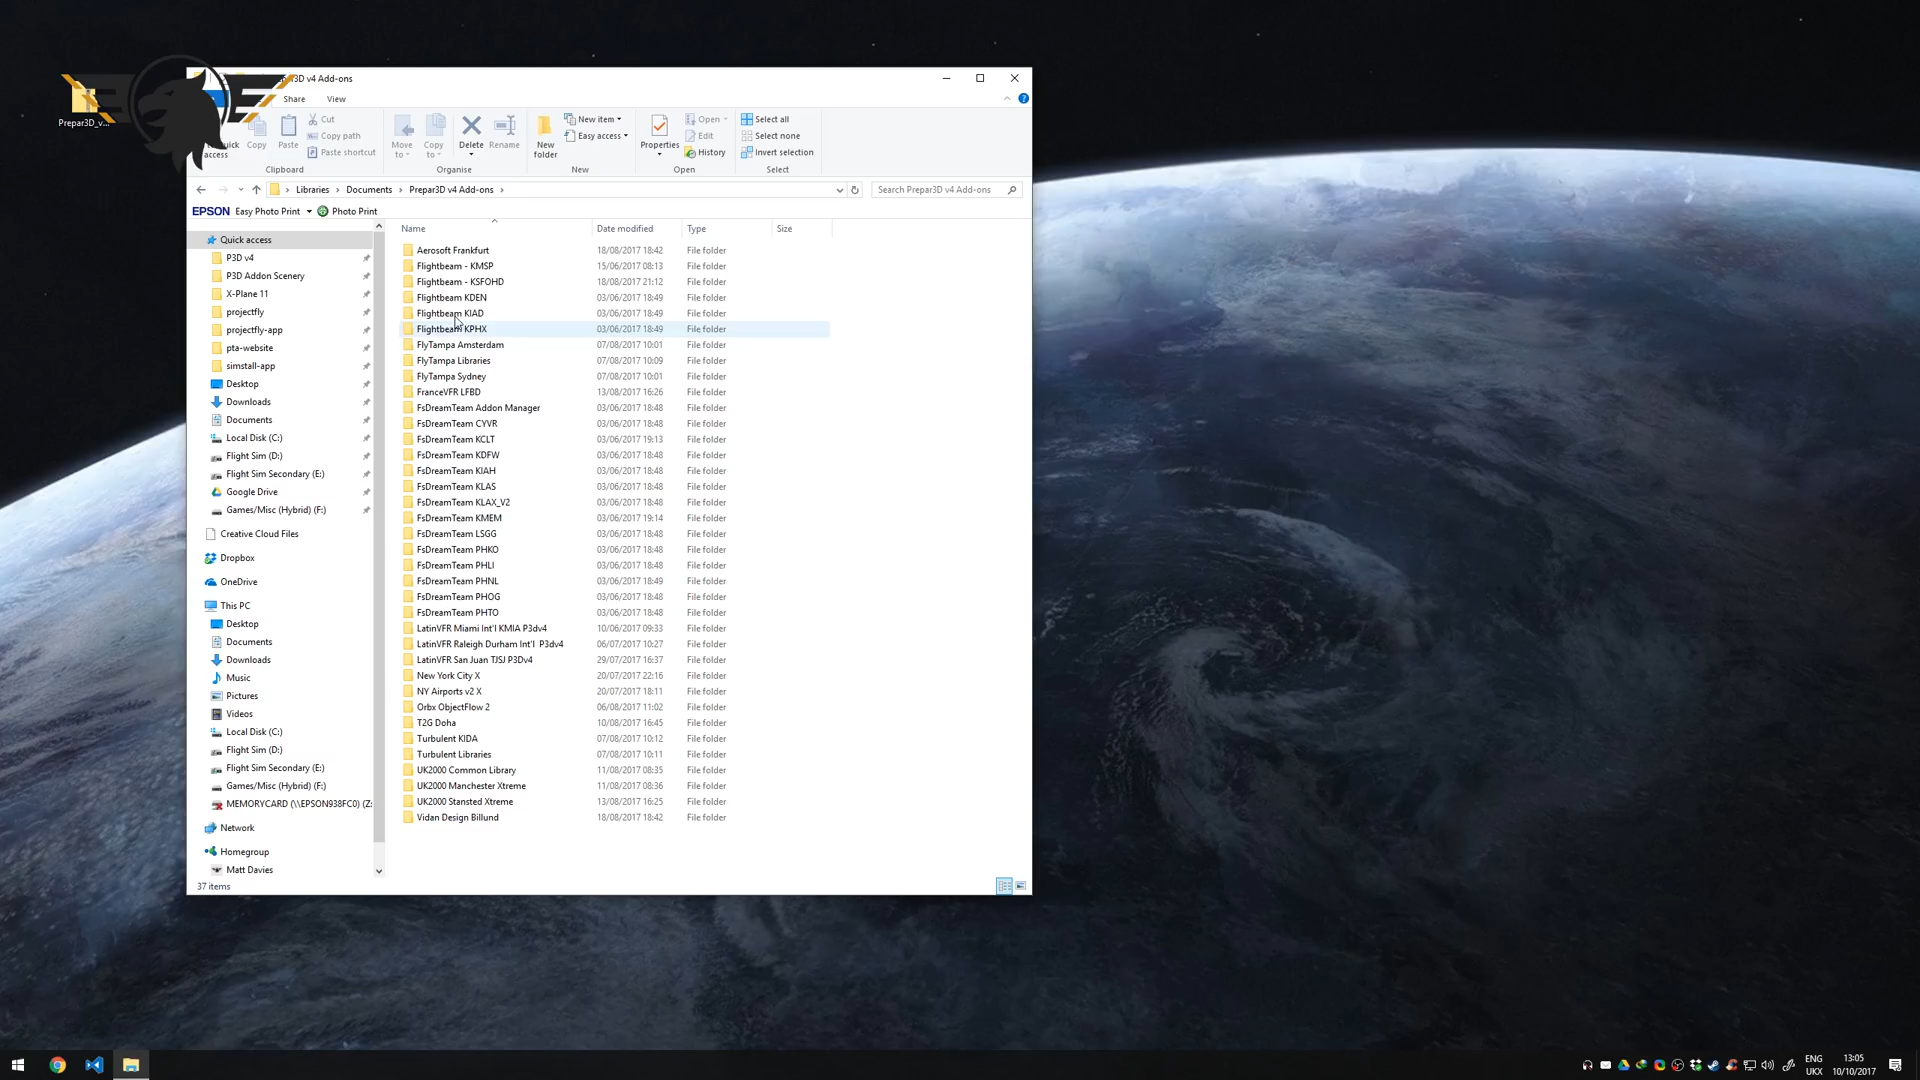 Prepar3D_v...
3D v4 Add-ons
Share View
Cut
Copy path
Paste shortcut
Copy
Paste
access
Clipboard
Move to
Copy to
Delete
Rename
Organise
New folder
New item
Easy access
New
Properties
Open
Edit
History
Open
Select all
Select none
Invert selection
Select
Libraries > Documents > Prepar3D v4 Add-ons >
Search Prepar3D v4 Add-ons
EPSON Easy Photo Print Photo Print
Quick access
P3D v4
P3D Addon Scenery
X-Plane 11
projectfly
projectfly-app
pta-website
simstall-app
Desktop
Downloads
Documents
Local Disk (C:)
Flight Sim (D:)
Flight Sim Secondary (E:)
Google Drive
Games/Misc (Hybrid) (F:)
Creative Cloud Files
Dropbox
OneDrive
This PC
Desktop
Documents
Downloads
Music
Pictures
Videos
Local Disk (C:)
Flight Sim (D:)
Flight Sim Secondary (E:)
Games/Misc (Hybrid) (F:)
MEMORYCARD (\\EPSON938FC0) (Z:
Network
Homegroup
Matt Davies
Name Date modified Type Size
Aerosoft Frankfurt 18/08/2017 18:42 File folder
Flightbeam - KMSP 15/06/2017 08:13 File folder
Flightbeam - KSFOHD 18/08/2017 21:12 File folder
Flightbeam KDEN 03/06/2017 18:49 File folder
Flightbeam KIAD 03/06/2017 18:49 File folder
Flightbeam KPHX 03/06/2017 18:49 File folder
FlyTampa Amsterdam 07/08/2017 10:01 File folder
FlyTampa Libraries 07/08/2017 10:09 File folder
FlyTampa Sydney 07/08/2017 10:01 File folder
FranceVFR LFBD 13/08/2017 16:26 File folder
FsDreamTeam Addon Manager 03/06/2017 18:48 File folder
FsDreamTeam CYVR 03/06/2017 18:48 File folder
FsDreamTeam KCLT 03/06/2017 19:13 File folder
FsDreamTeam KDFW 03/06/2017 18:48 File folder
FsDreamTeam KIAH 03/06/2017 18:48 File folder
FsDreamTeam KLAS 03/06/2017 18:48 File folder
FsDreamTeam KLAX_V2 03/06/2017 18:48 File folder
FsDreamTeam KMEM 03/06/2017 19:14 File folder
FsDreamTeam LSGG 03/06/2017 18:48 File folder
FsDreamTeam PHKO 03/06/2017 18:48 File folder
FsDreamTeam PHLI 03/06/2017 18:48 File folder
FsDreamTeam PHNL 03/06/2017 18:49 File folder
FsDreamTeam PHOG 03/06/2017 18:48 File folder
FsDreamTeam PHTO 03/06/2017 18:48 File folder
LatinVFR Miami Int'l KMIA P3dv4 10/06/2017 09:33 File folder
LatinVFR Raleigh Durham Int'l P3dv4 06/07/2017 10:27 File folder
LatinVFR San Juan TJSJ P3Dv4 29/07/2017 16:37 File folder
New York City X 20/07/2017 22:16 File folder
NY Airports v2 X 20/07/2017 18:11 File folder
Orbx ObjectFlow 2 06/08/2017 11:02 File folder
T2G Doha 10/08/2017 16:45 File folder
Turbulent KIDA 07/08/2017 10:12 File folder
Turbulent Libraries 07/08/2017 10:11 File folder
UK2000 Common Library 11/08/2017 08:35 File folder
UK2000 Manchester Xtreme 11/08/2017 08:36 File folder
UK2000 Stansted Xtreme 13/08/2017 16:25 File folder
Vidan Design Billund 18/08/2017 18:42 File folder
37 items
ENG
UKX
13:05
10/10/2017